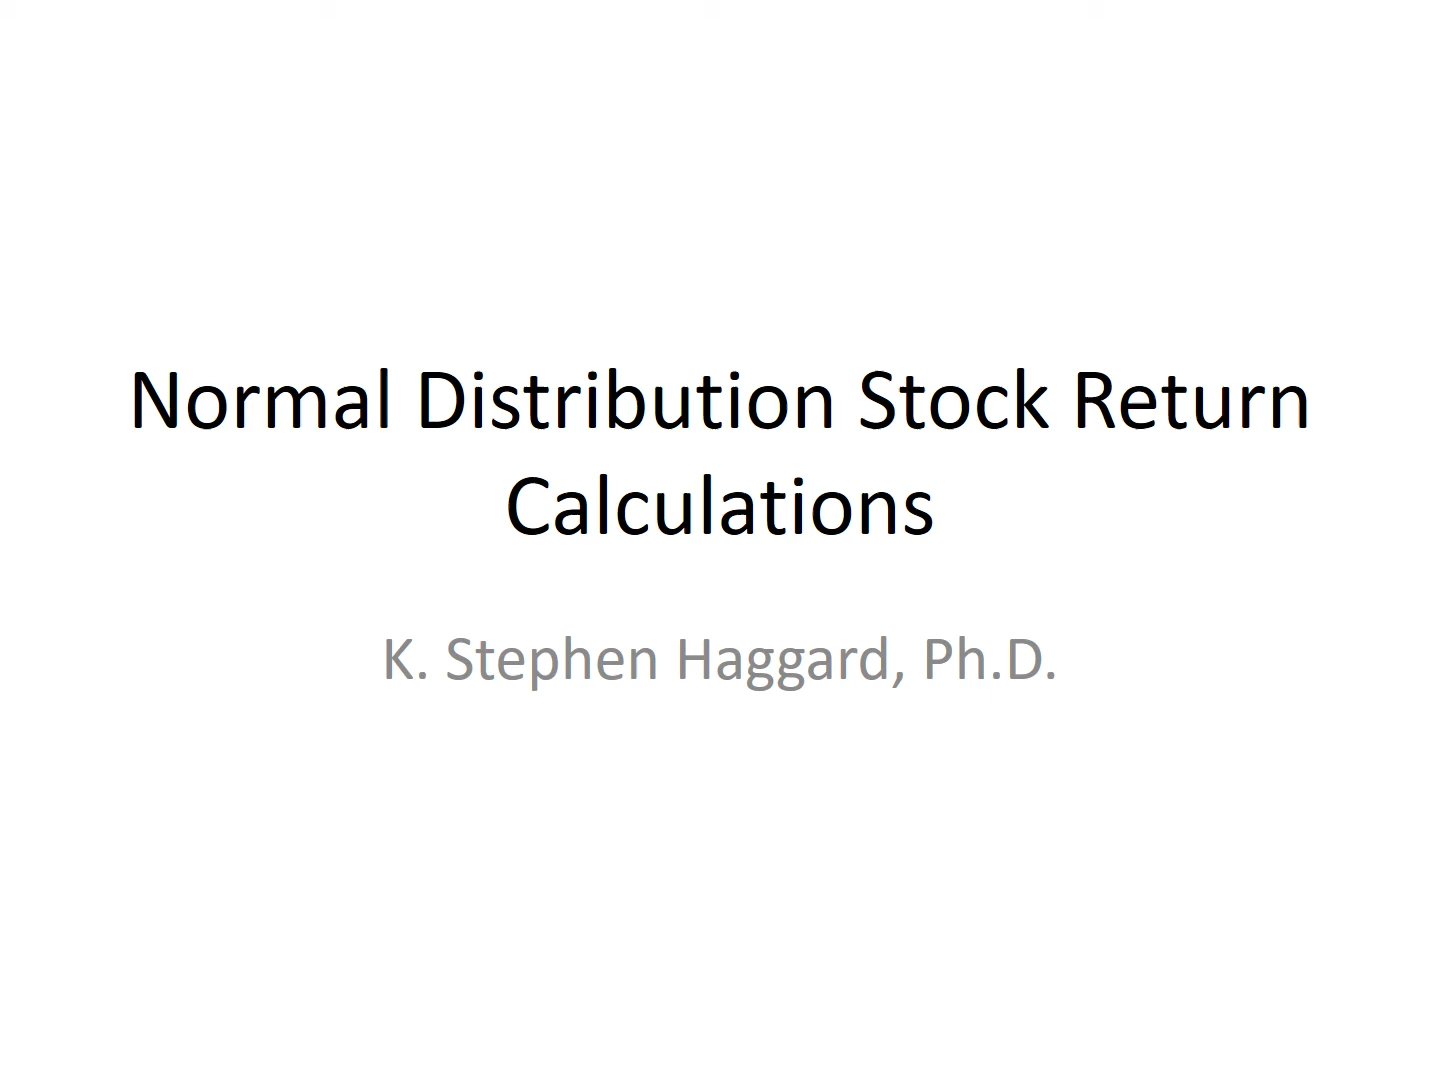 Normal Distribution Stock Return
Calculations
K. Stephen Haggard, Ph.D.